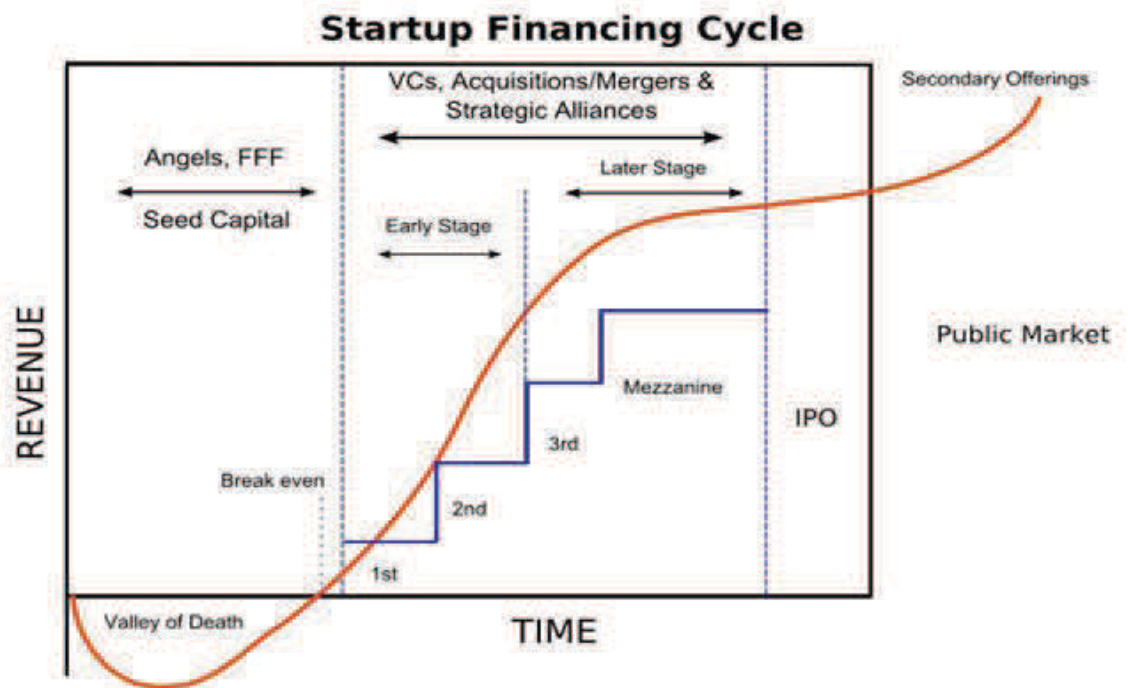 Startup Financing Cycle
VCs, Acquisitions/Mergers &
Strategic Alliances
Secondary Offerings
Angels, FFF
Seed Capital
Later Stage
Early Stage
REVENUE
Public Market
Mezzanine
IPO
3rd
Break even
2nd
1st
Valley of Death
TIME